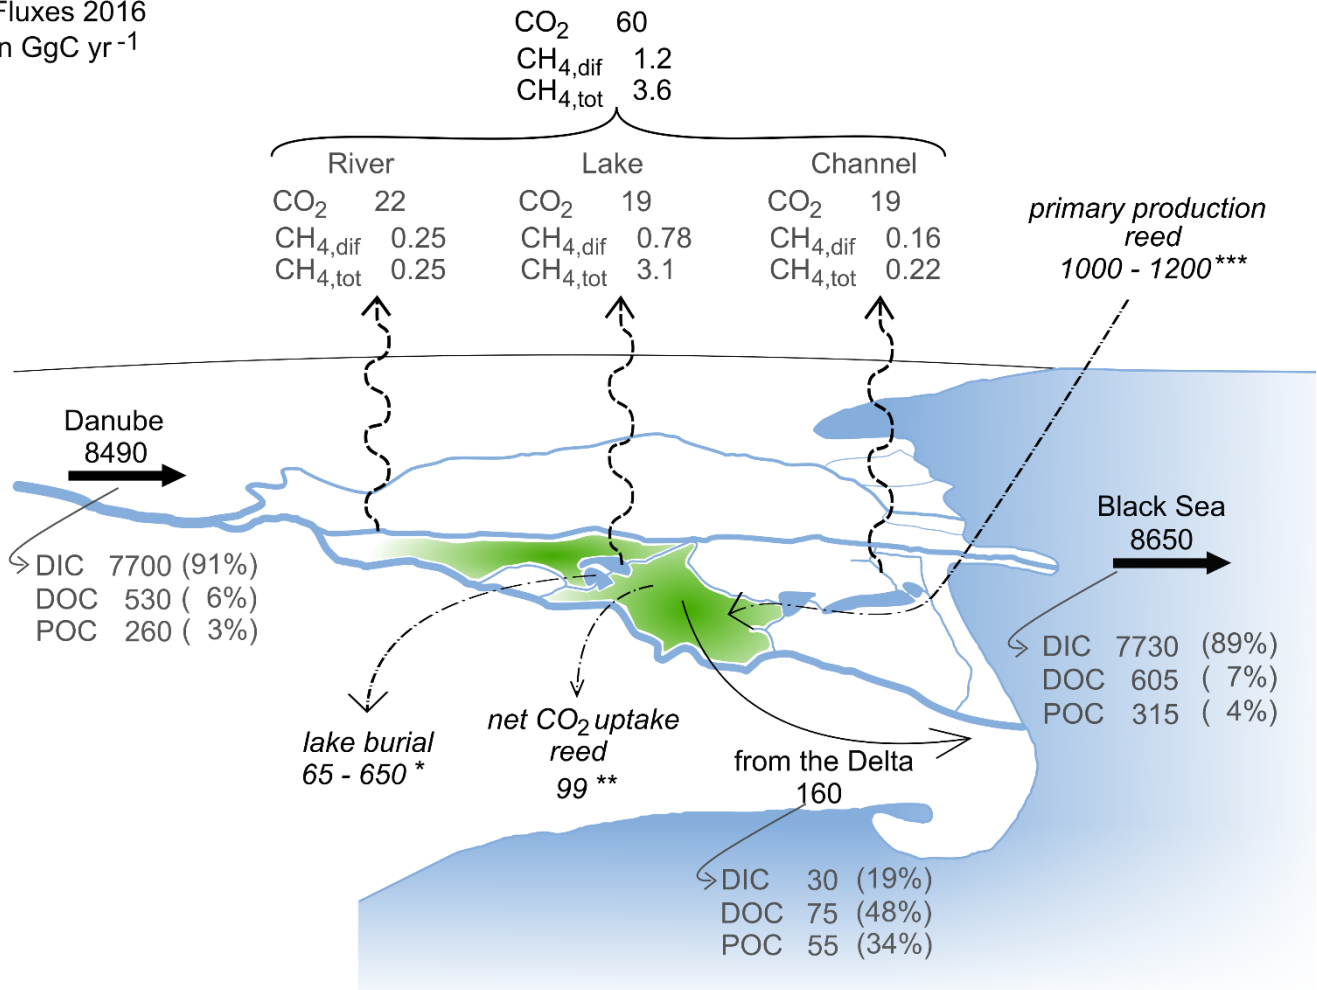 Fluxes 2016
n GgC yr⁻¹
CO₂ 60
CH₄,dif 1.2
CH₄,tot 3.6
River
CO₂ 22
CH₄,dif 0.25
CH₄,tot 0.25
Lake
CO₂ 19
CH₄,dif 0.78
CH₄,tot 3.1
Channel
CO₂ 19
CH₄,dif 0.16
CH₄,tot 0.22
primary production
reed
1000 - 1200***
Danube
8490
DIC 7700 (91%)
DOC 530 ( 6%)
POC 260 ( 3%)
Black Sea
8650
DIC 7730 (89%)
DOC 605 ( 7%)
POC 315 ( 4%)
lake burial
65 - 650 *
net CO₂ uptake
reed
99 **
from the Delta
160
DIC 30 (19%)
DOC 75 (48%)
POC 55 (34%)